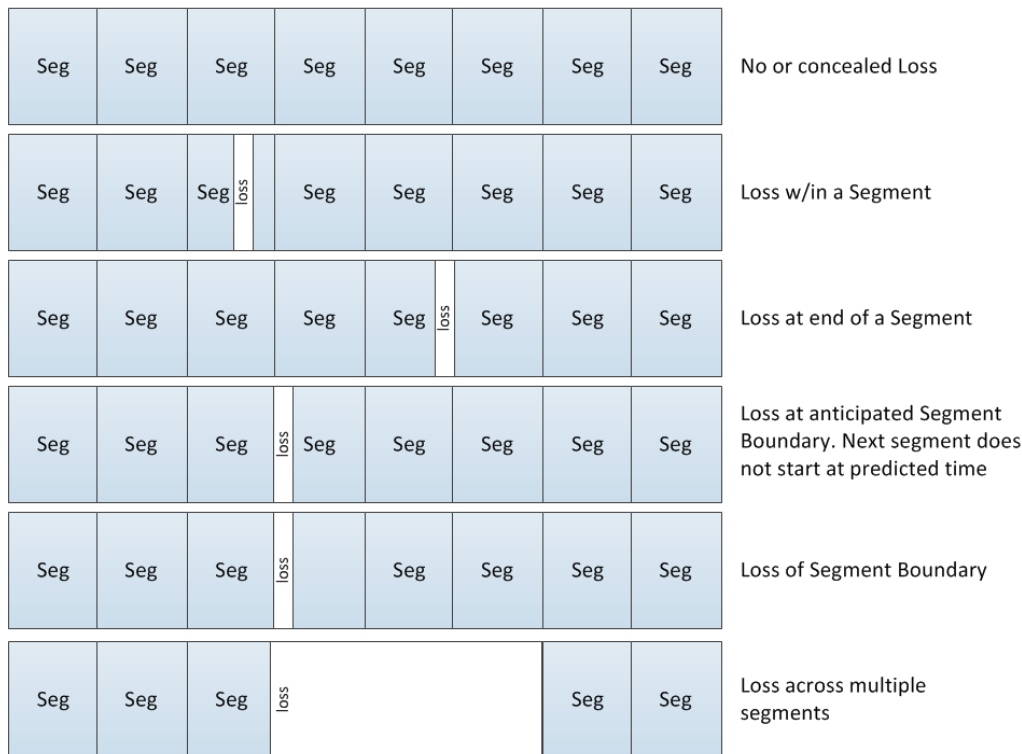 Seg Seg Seg Seg Seg Seg Seg Seg No or concealed Loss
Seg Seg Seg loss Seg Seg Seg Seg Seg Loss w/in a Segment
Seg Seg Seg Seg Seg loss Seg Seg Seg Loss at end of a Segment
Seg Seg Seg loss Seg Seg Seg Seg Seg Loss at anticipated Segment
Boundary. Next segment does
not start at predicted time
Seg Seg Seg loss Seg Seg Seg Seg Loss of Segment Boundary
Seg Seg Seg loss Seg Seg Loss across multiple
segments